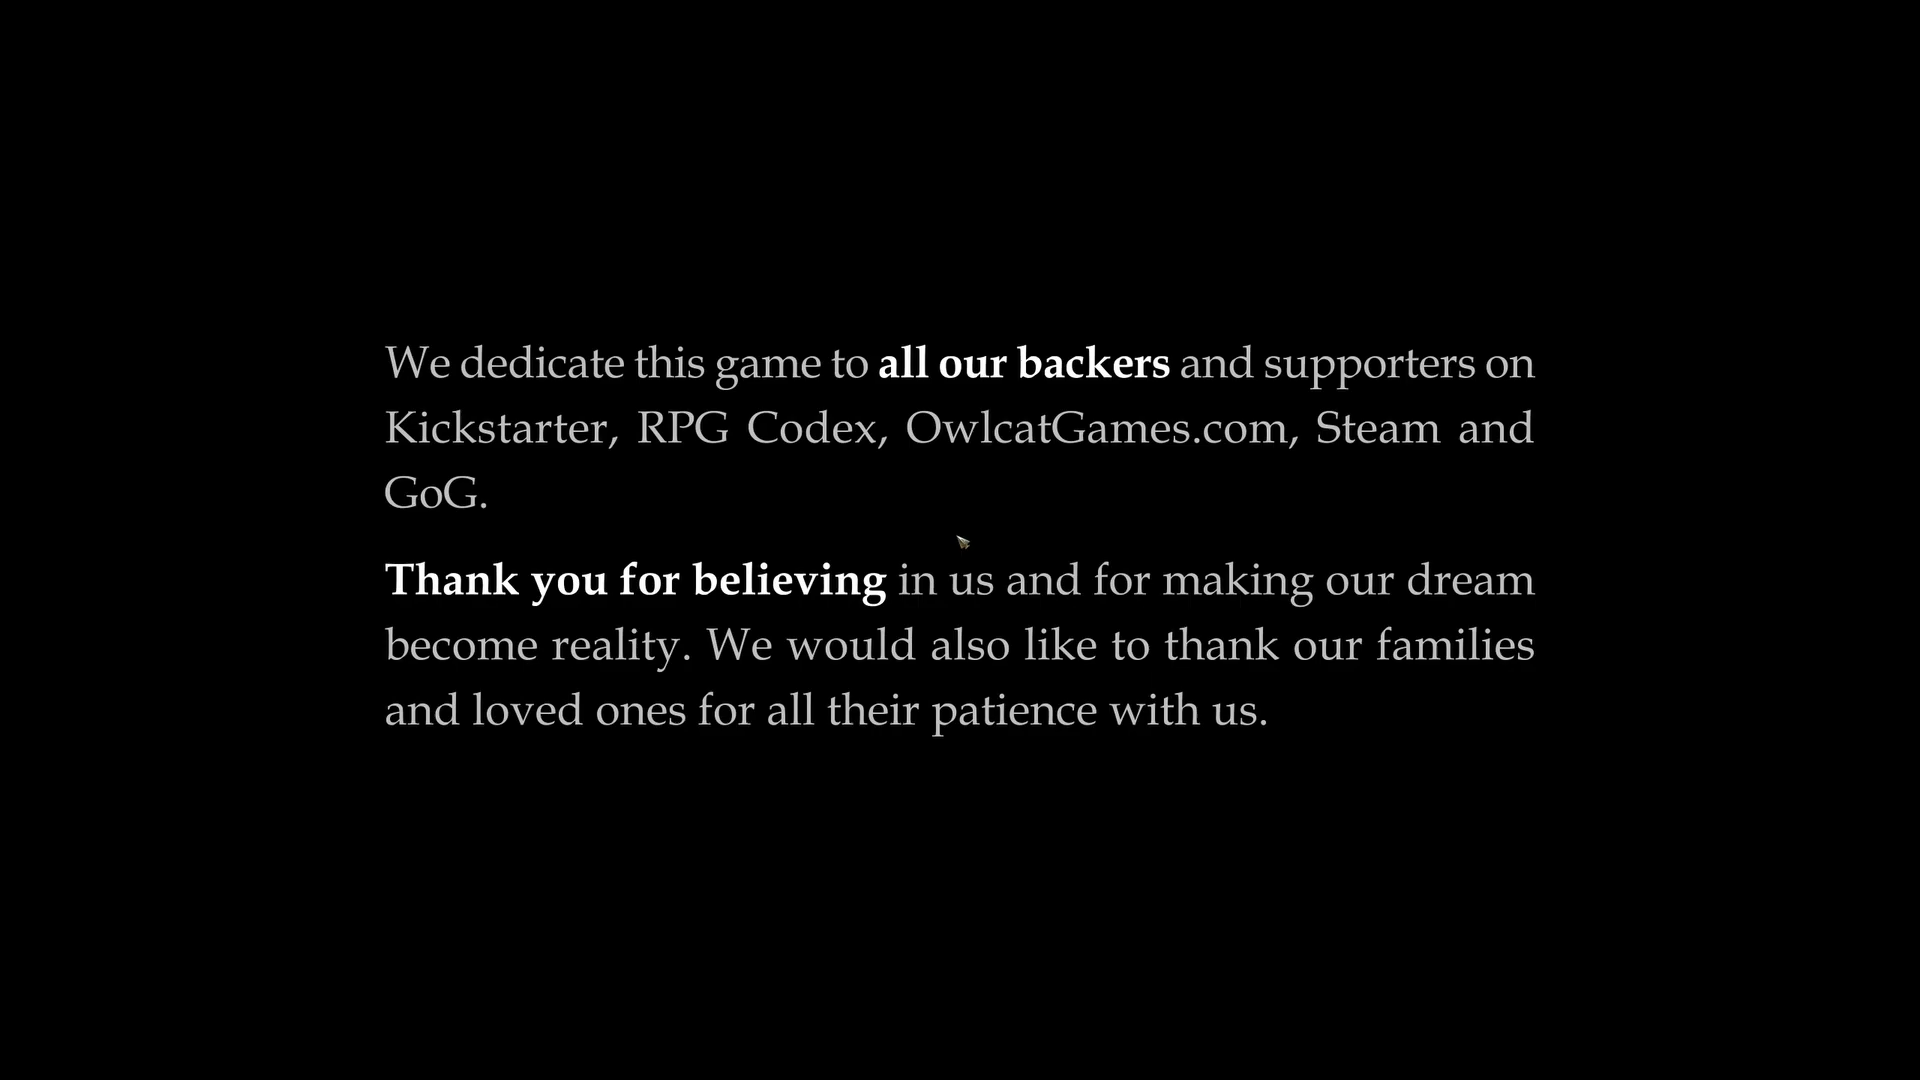 We dedicate this game to all our backers and supporters on
Kickstarter, RPG Codex, OwlcatGames.com, Steam and
GoG.
Thank you for believing in us and for making our dream
become reality. We would also like to thank our families
and loved ones for all their patience with us.